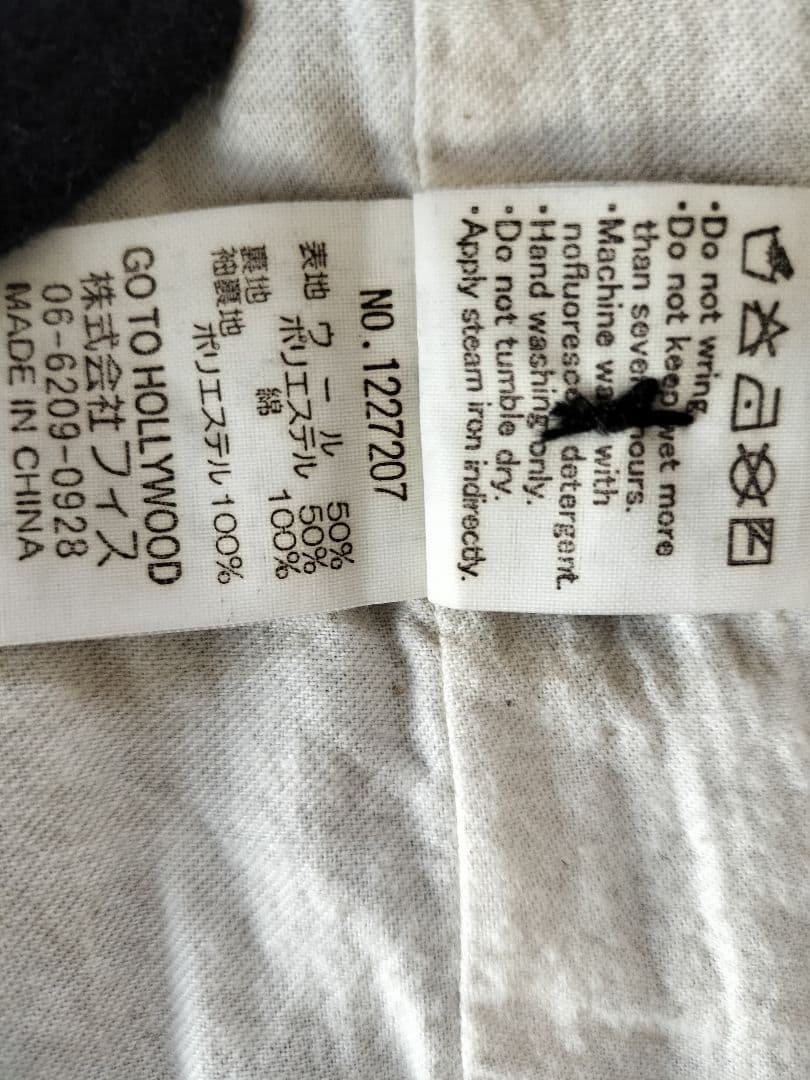 ・Do not wring
・Do not keep wet more
than seven hours.
・Machine wash with
nofluorescence detergent.
・Hand washing only.
・Do not tumble dry.
・Apply steam iron indirectly.
NO.1227207
表地 ウール 50%
ポリエステル 50%
裏地 綿 100%
袖裏地 ポリエステル 100%
GO TO HOLLYWOOD
株式会社フィス
06-6209-0928
MADE IN CHINA